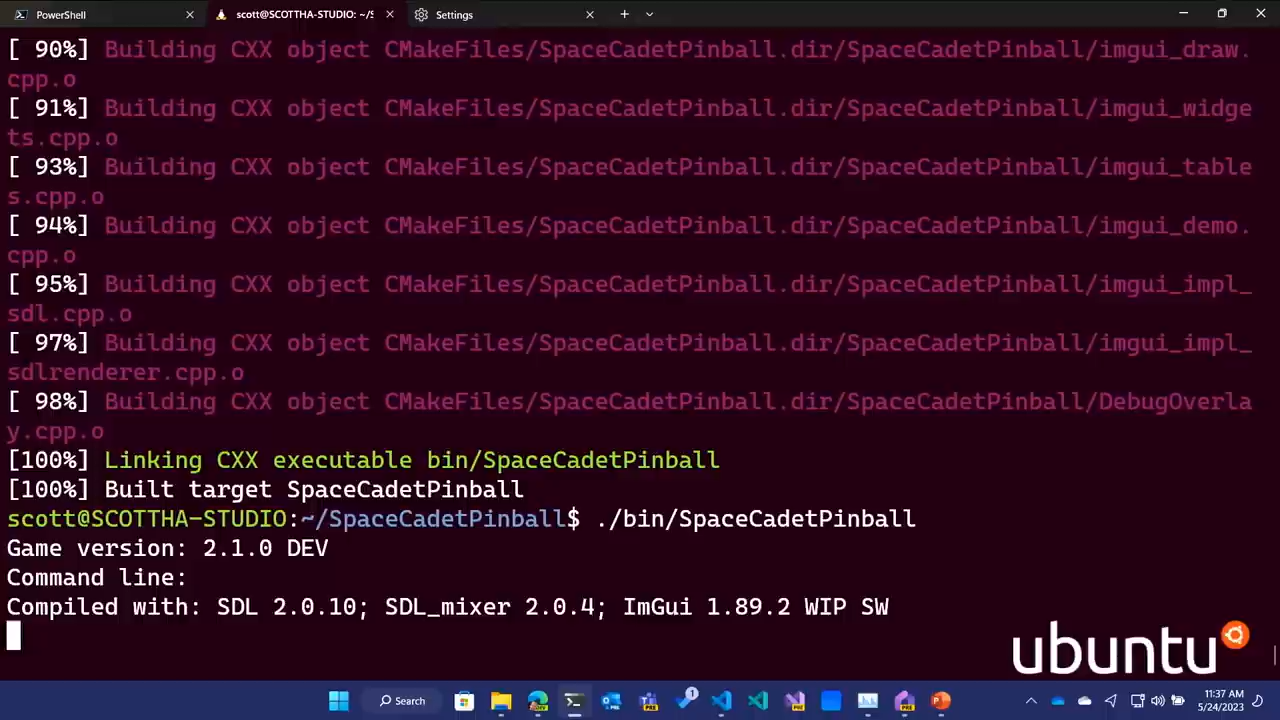 PowerShell
scott@SCOTTHA-STUDIO: ~/S
Settings
[ 90%] Building CXX object CMakeFiles/SpaceCadetPinball.dir/SpaceCadetPinball/imgui_draw.
cpp.o
[ 91%] Building CXX object CMakeFiles/SpaceCadetPinball.dir/SpaceCadetPinball/imgui_widge
ts.cpp.o
[ 93%] Building CXX object CMakeFiles/SpaceCadetPinball.dir/SpaceCadetPinball/imgui_table
s.cpp.o
[ 94%] Building CXX object CMakeFiles/SpaceCadetPinball.dir/SpaceCadetPinball/imgui_demo.
cpp.o
[ 95%] Building CXX object CMakeFiles/SpaceCadetPinball.dir/SpaceCadetPinball/imgui_impl_
sdl.cpp.o
[ 97%] Building CXX object CMakeFiles/SpaceCadetPinball.dir/SpaceCadetPinball/imgui_impl_
sdlrenderer.cpp.o
[ 98%] Building CXX object CMakeFiles/SpaceCadetPinball.dir/SpaceCadetPinball/DebugOverla
y.cpp.o
[100%] Linking CXX executable bin/SpaceCadetPinball
[100%] Built target SpaceCadetPinball
scott@SCOTTHA-STUDIO:~/SpaceCadetPinball$ ./bin/SpaceCadetPinball
Game version: 2.1.0 DEV
Command line:
Compiled with: SDL 2.0.10; SDL_mixer 2.0.4; ImGui 1.89.2 WIP SW
ubuntu
Search
PRE
1
PRE
PRE
11:37 AM
5/24/2023